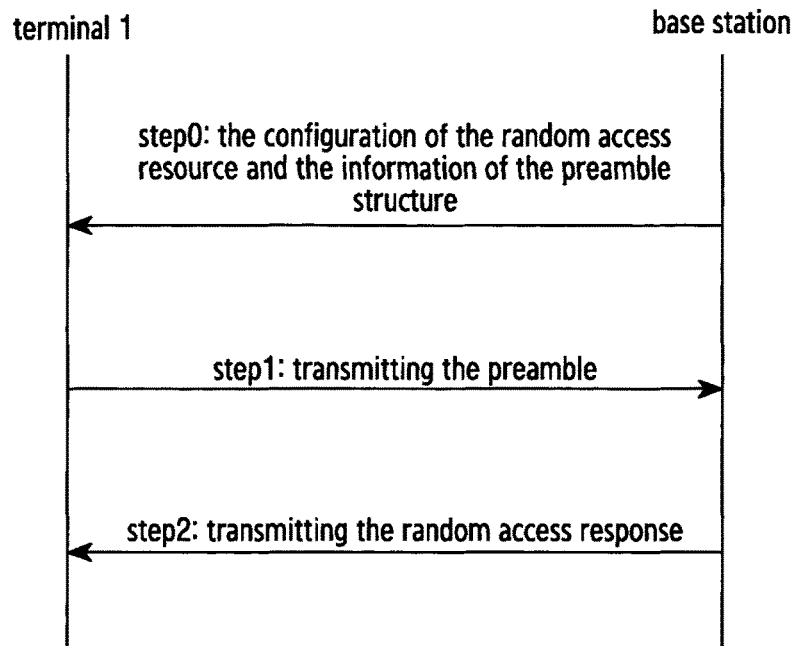 terminal 1
base station
step0: the configuration of the random access
resource and the information of the preamble
structure
step1: transmitting the preamble
step2: transmitting the random access response